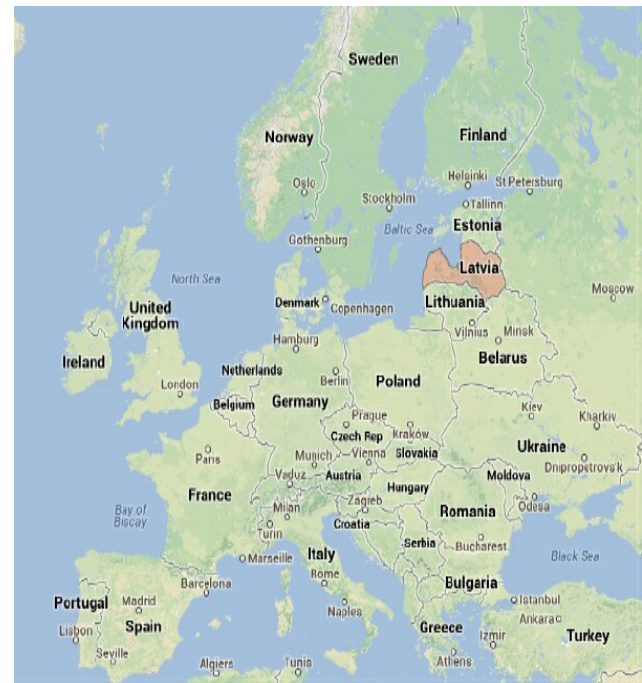 Sweden
Norway
Finland
Helsinki
St Petersburg
Oslo
Stockholm
Tallinn
Estonia
Baltic Sea
Gothenburg
North Sea
Latvia
Moscow
Denmark
Copenhagen
Lithuania
United
Kingdom
Vilnius
Minsk
Hamburg
Belarus
Ireland
Netherlands
London
Berlin
Poland
Belgium
Germany
Prague
Kiev
Kharkiv
Czech Rep
Kraków
Ukraine
Paris
Munich
Vienna
Slovakia
Dnipropetrovs'k
Vaduz
Austria
Moldova
France
Hungary
Zagreb
Odesa
Milan
Romania
Bay of
Biscay
Turin
Croatia
Serbia
Bucharest
Marseille
Italy
Black Sea
Rome
Barcelona
Bulgaria
Portugal
Madrid
Naples
Istanbul
Spain
Ankara
Lisbon
Greece
Izmir
Turkey
Seville
Athens
Algiers
Tunis